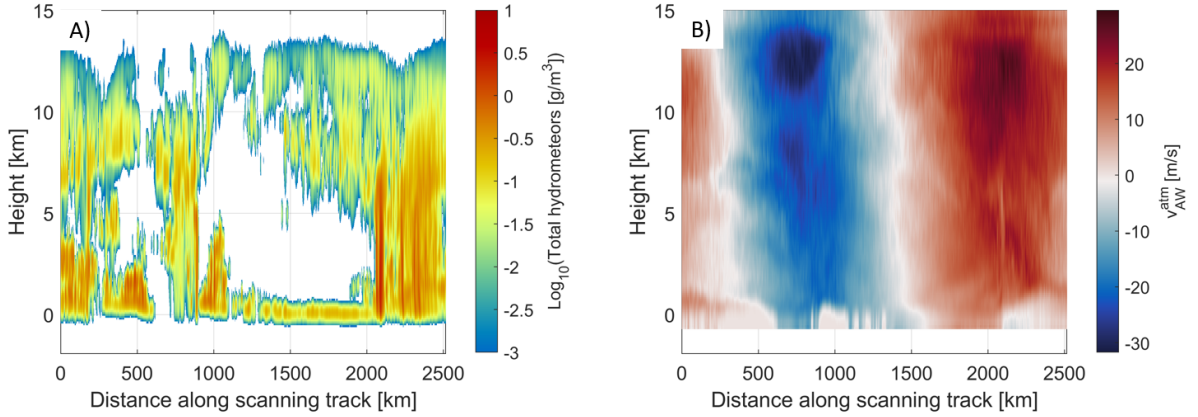 A)
15
10
5
0
Height [km]
0 500 1000 1500 2000 2500
Distance along scanning track [km]
1
0.5
0
-0.5
-1
-1.5
-2
-2.5
-3
Log10(Total hydrometeors [g/m³]
B)
15
10
5
0
Height [km]
0 500 1000 1500 2000 2500
Distance along scanning track [km]
20
10
0
-10
-20
-30
v_AW^atm [m/s]